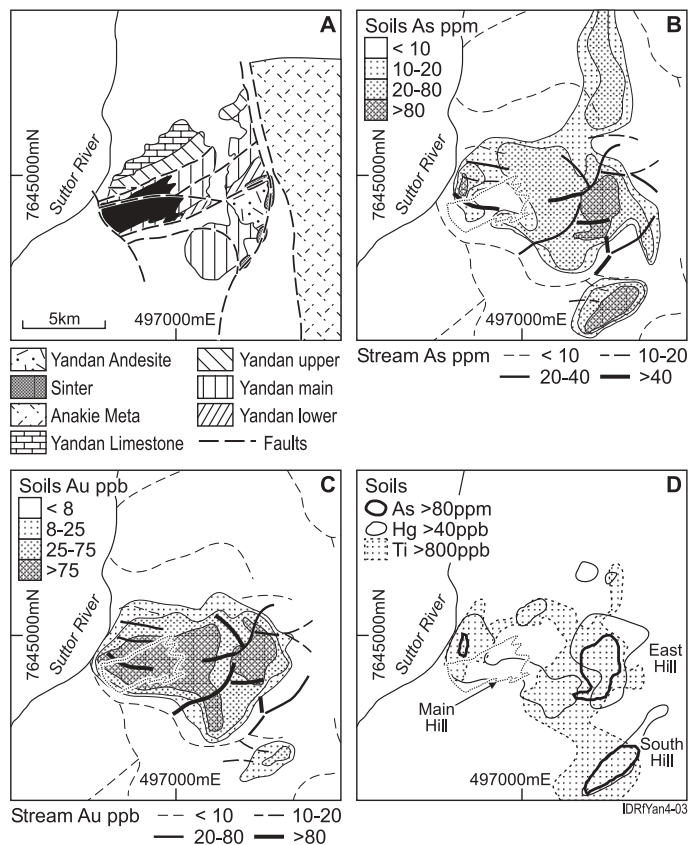 A
Suttor River
7645000mN
5km
497000mE
Yandan Andesite
Sinter
Anakie Meta
Yandan Limestone
Yandan upper
Yandan main
Yandan lower
Faults
B
Soils As ppm
< 10
10-20
20-80
>80
Suttor River
7645000mN
497000mE
Stream As ppm
< 10
10-20
20-40
>40
C
Soils Au ppb
< 8
8-25
25-75
>75
Suttor River
7645000mN
497000mE
Stream Au ppb
< 10
10-20
20-80
>80
D
Soils
As >80ppm
Hg >40ppb
Ti >800ppb
Suttor River
7645000mN
East
Hill
Main
Hill
South
Hill
497000mE
IDRfYan4-03